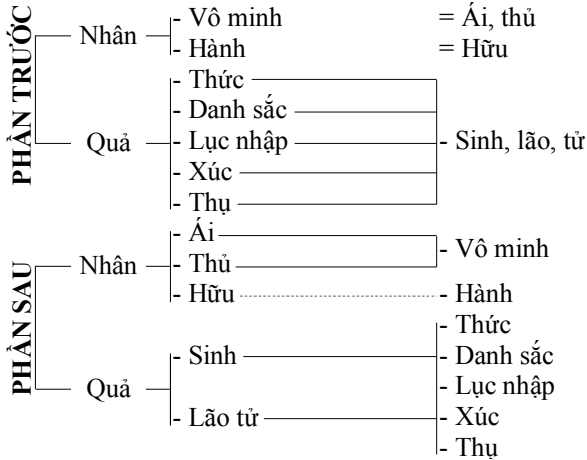 PHẦN TRƯỚC
Nhân
- Vô minh = Ái, thủ
- Hành = Hữu
Quả
- Thức
- Danh sắc
- Lục nhập - Sinh, lão, tử
- Xúc
- Thụ
PHẦN SAU
Nhân
- Ái
- Thủ - Vô minh
- Hữu - Hành
Quả
- Sinh
- Lão tử
- Thức
- Danh sắc
- Lục nhập
- Xúc
- Thụ